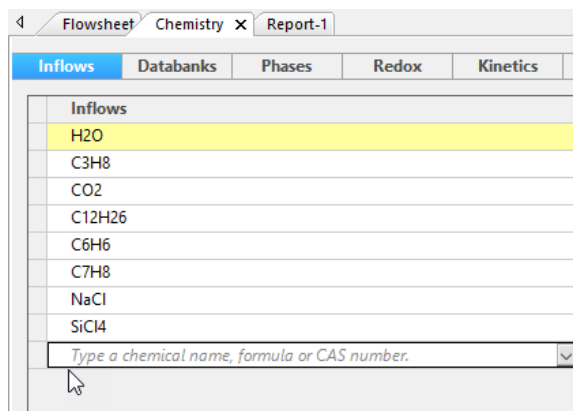 Flowsheet Chemistry Report-1
Inflows Databanks Phases Redox Kinetics
Inflows
H2O
C3H8
CO2
C12H26
C6H6
C7H8
NaCl
SiCl4
Type a chemical name, formula or CAS number.